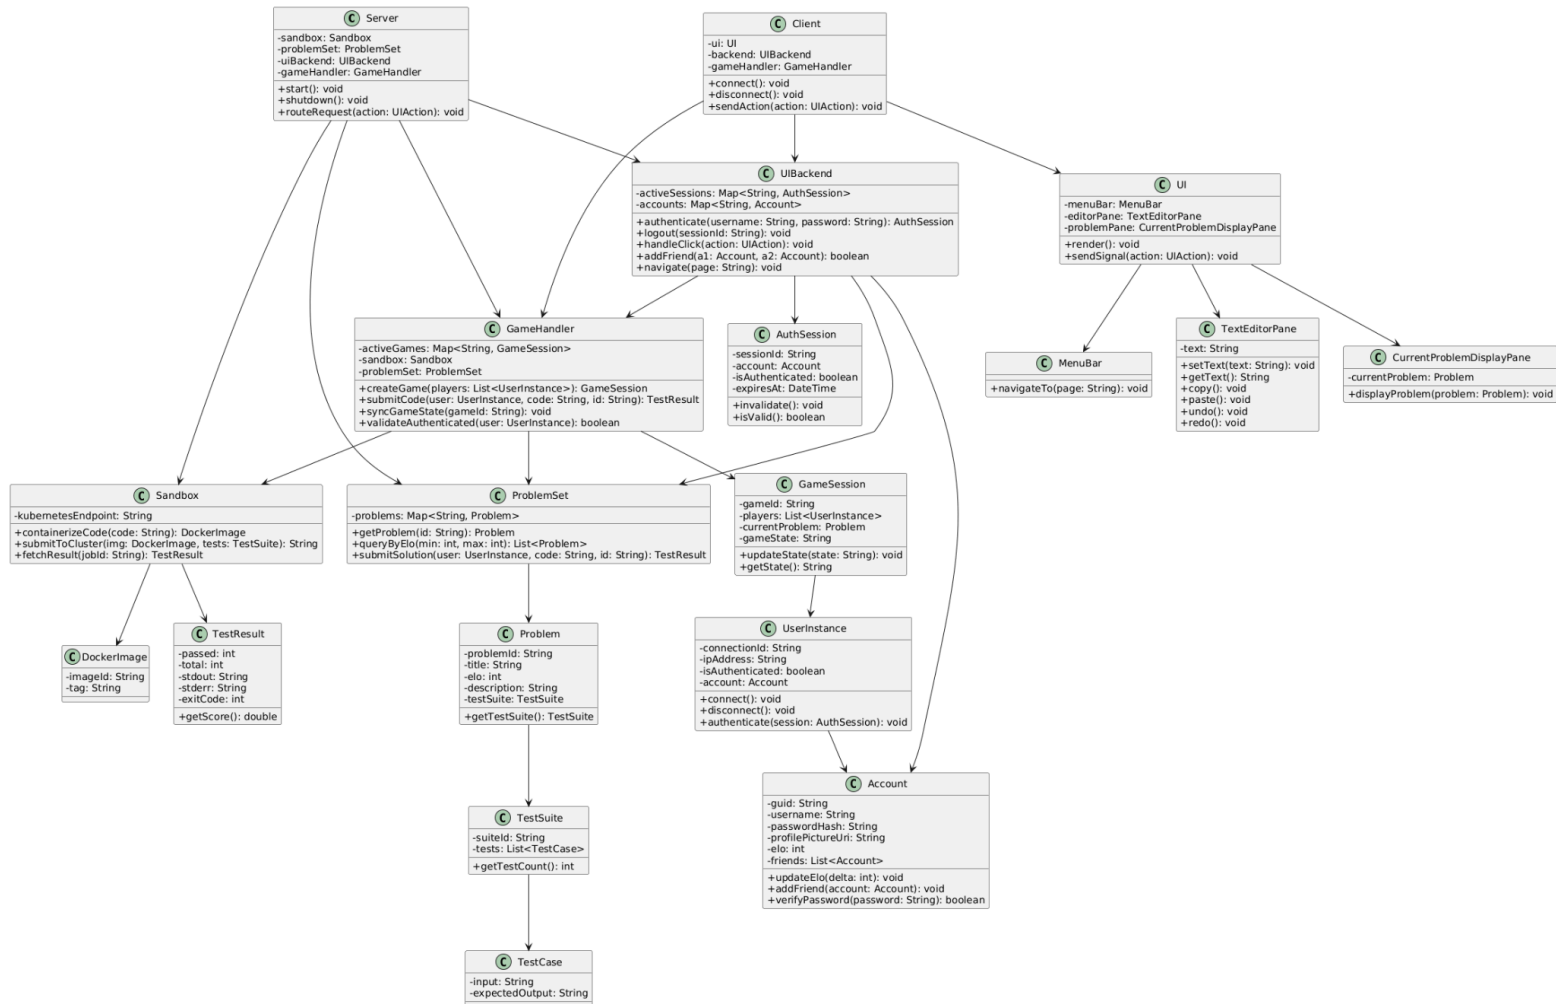 C Server
-sandbox: Sandbox
-problemSet: ProblemSet
-uiBackend: UIBackend
-gameHandler: GameHandler
+start(): void
+shutdown(): void
+routeRequest(action: UIAction): void
C Client
-ui: UI
-backend: UIBackend
-gameHandler: GameHandler
+connect(): void
+disconnect(): void
+sendAction(action: UIAction): void
C UIBackend
-activeSessions: Map<String, AuthSession>
-accounts: Map<String, Account>
+authenticate(username: String, password: String): AuthSession
+logout(sessionId: String): void
+handleClick(action: UIAction): void
+addFriend(a1: Account, a2: Account): boolean
+navigate(page: String): void
C UI
-menuBar: MenuBar
-editorPane: TextEditorPane
-problemPane: CurrentProblemDisplayPane
+render(): void
+sendSignal(action: UIAction): void
C GameHandler
-activeGames: Map<String, GameSession>
-sandbox: Sandbox
-problemSet: ProblemSet
+createGame(players: List<UserInstance>): GameSession
+submitCode(user: UserInstance, code: String, id: String): TestResult
+syncGameState(gameId: String): void
+validateAuthenticated(user: UserInstance): boolean
C AuthSession
-sessionId: String
-account: Account
-isAuthenticated: boolean
-expiresAt: DateTime
+invalidate(): void
+isValid(): boolean
C MenuBar
+navigateTo(page: String): void
C TextEditorPane
-text: String
+setText(text: String): void
+getText(): String
+copy(): void
+paste(): void
+undo(): void
+redo(): void
C CurrentProblemDisplayPane
-currentProblem: Problem
+displayProblem(problem: Problem): void
C Sandbox
-kubernetesEndpoint: String
+containerizeCode(code: String): DockerImage
+submitToCluster(img: DockerImage, tests: TestSuite): String
+fetchResult(jobId: String): TestResult
C ProblemSet
-problems: Map<String, Problem>
+getProblem(id: String): Problem
+queryByElo(min: int, max: int): List<Problem>
+submitSolution(user: UserInstance, code: String, id: String): TestResult
C GameSession
-gameId: String
-players: List<UserInstance>
-currentProblem: Problem
-gameState: String
+updateState(state: String): void
+getState(): String
C DockerImage
-imageId: String
-tag: String
C TestResult
-passed: int
-total: int
-stdout: String
-stderr: String
-exitCode: int
+getScore(): double
C Problem
-problemId: String
-title: String
-elo: int
-description: String
-testSuite: TestSuite
+getTestSuite(): TestSuite
C UserInstance
-connectionId: String
-ipAddress: String
-isAuthenticated: boolean
-account: Account
+connect(): void
+disconnect(): void
+authenticate(session: AuthSession): void
C Account
-guid: String
-username: String
-passwordHash: String
-profilePictureUri: String
-elo: int
-friends: List<Account>
+updateElo(delta: int): void
+addFriend(account: Account): void
+verifyPassword(password: String): boolean
C TestSuite
-suiteId: String
-tests: List<TestCase>
+getTestCount(): int
C TestCase
-input: String
-expectedOutput: String